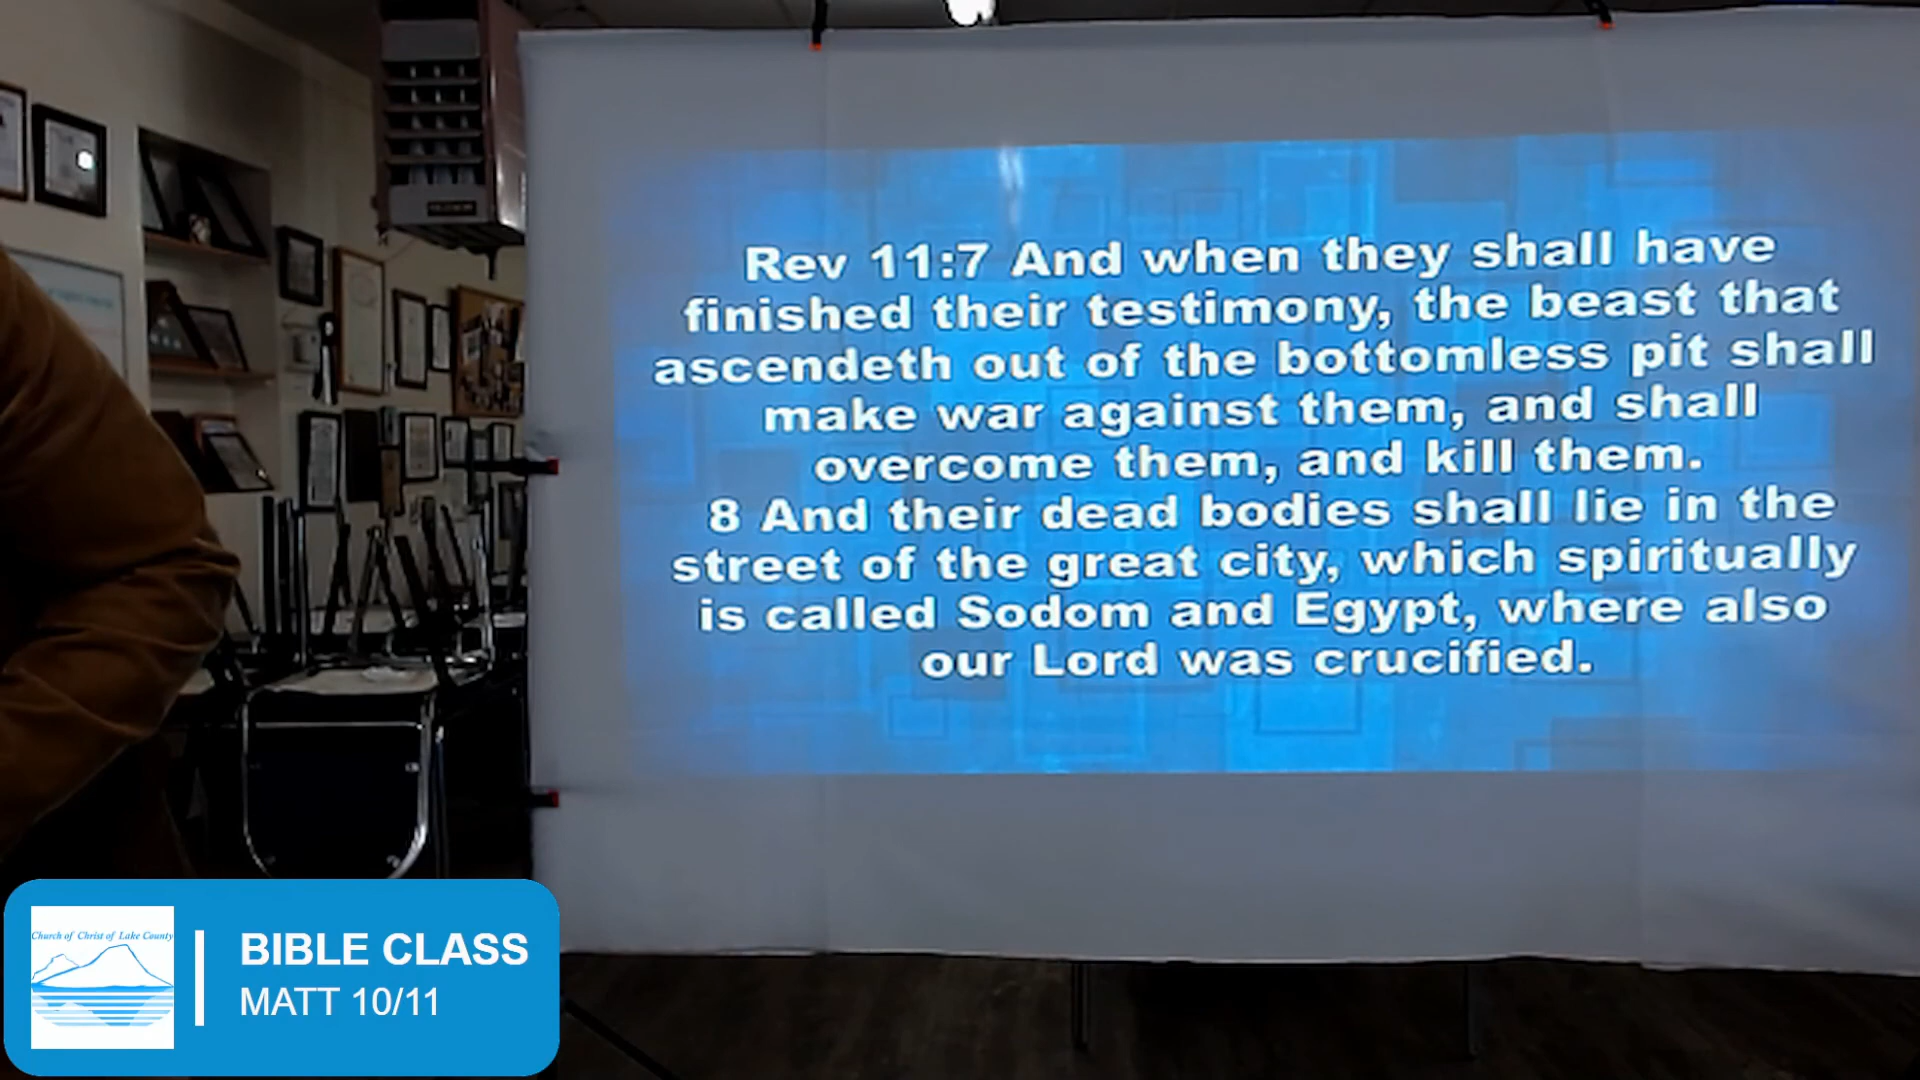 Rev 11:7 And when they shall have
finished their testimony, the beast that
ascendeth out of the bottomless pit shall
make war against them, and shall
overcome them, and kill them.
8 And their dead bodies shall lie in the
street of the great city, which spiritually
is called Sodom and Egypt, where also
our Lord was crucified.
Church of Christ of Lake County
BIBLE CLASS
MATT 10/11